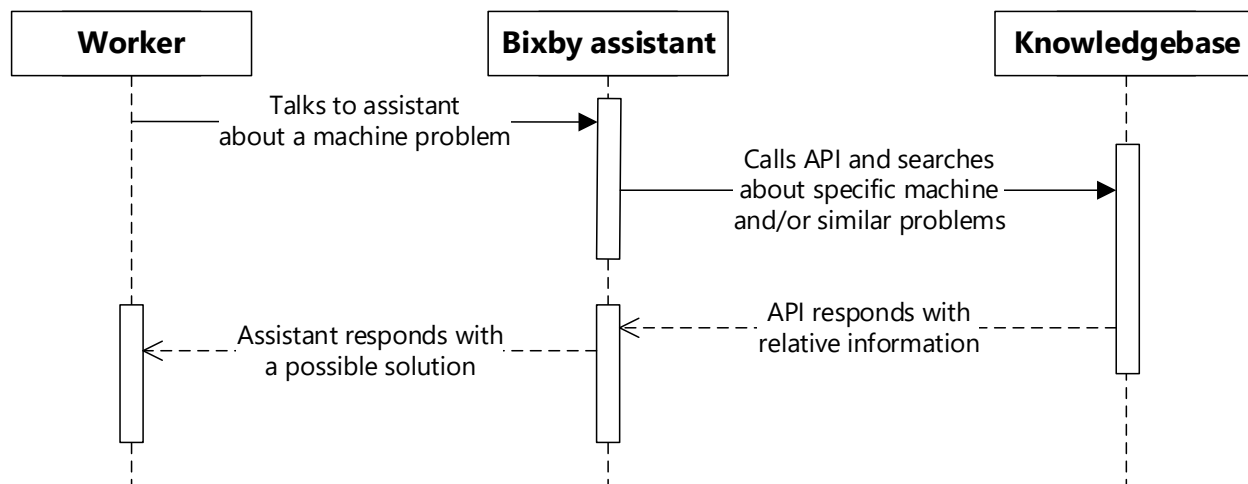 Worker
Bixby assistant
Knowledgebase
Talks to assistant
about a machine problem
Calls API and searches
about specific machine
and/or similar problems
API responds with
relative information
Assistant responds with
a possible solution